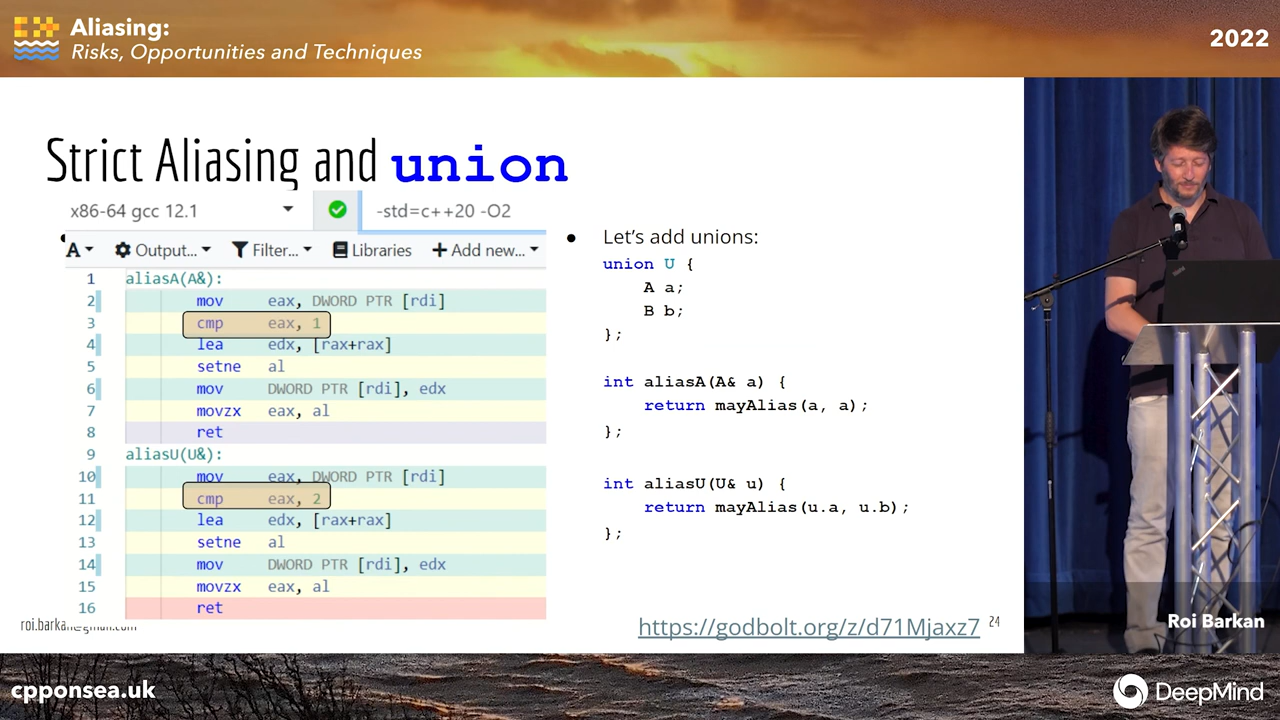 Aliasing:
Risks, Opportunities and Techniques
2022
Strict Aliasing and union
x86-64 gcc 12.1
-std=c++20 -O2
A
Output...
Filter...
Libraries
+ Add new...
1 aliasA(A&):
2 mov eax, DWORD PTR [rdi]
3 cmp eax, 1
4 lea edx, [rax+rax]
5 setne al
6 mov DWORD PTR [rdi], edx
7 movzx eax, al
8 ret
9 aliasU(U&):
10 mov eax, DWORD PTR [rdi]
11 cmp eax, 2
12 lea edx, [rax+rax]
13 setne al
14 mov DWORD PTR [rdi], edx
15 movzx eax, al
16 ret
● Let’s add unions:
union U {
A a;
B b;
};
int aliasA(A& a) {
return mayAlias(a, a);
};
int aliasU(U& u) {
return mayAlias(u.a, u.b);
};
roi.barkan@gmail.com
https://godbolt.org/z/d71Mjaxz7
24
Roi Barkan
cpponsea.uk
DeepMind